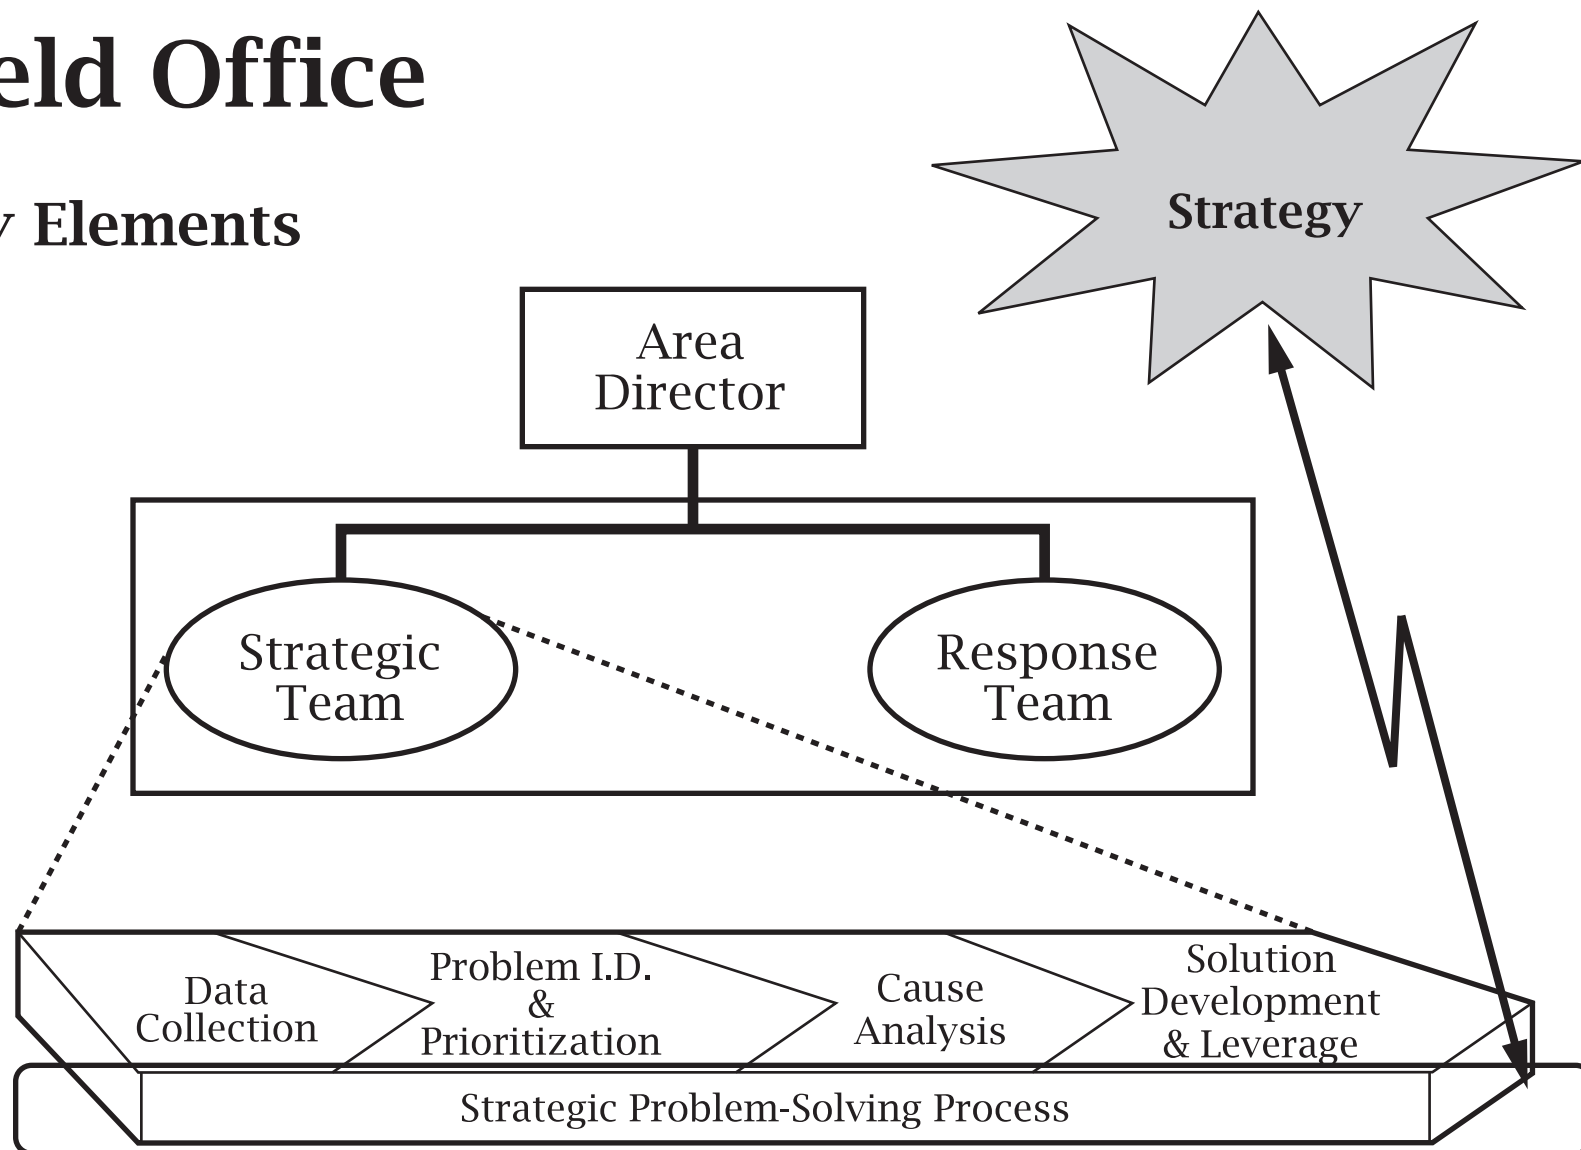 eld Office
y Elements
Strategy
Area
Director
Strategic
Team
Response
Team
Data
Collection
Problem I.D.
&
Prioritization
Cause
Analysis
Solution
Development
& Leverage
Strategic Problem-Solving Process